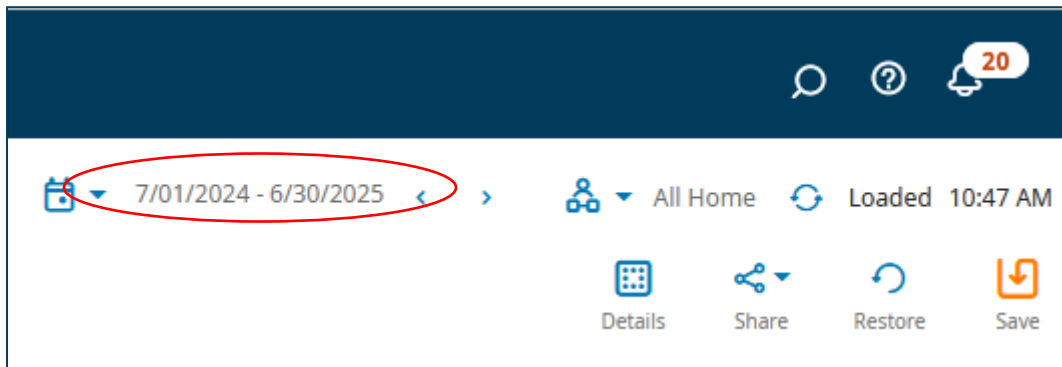 20
7/01/2024 - 6/30/2025
All Home
Loaded 10:47 AM
Details
Share
Restore
Save